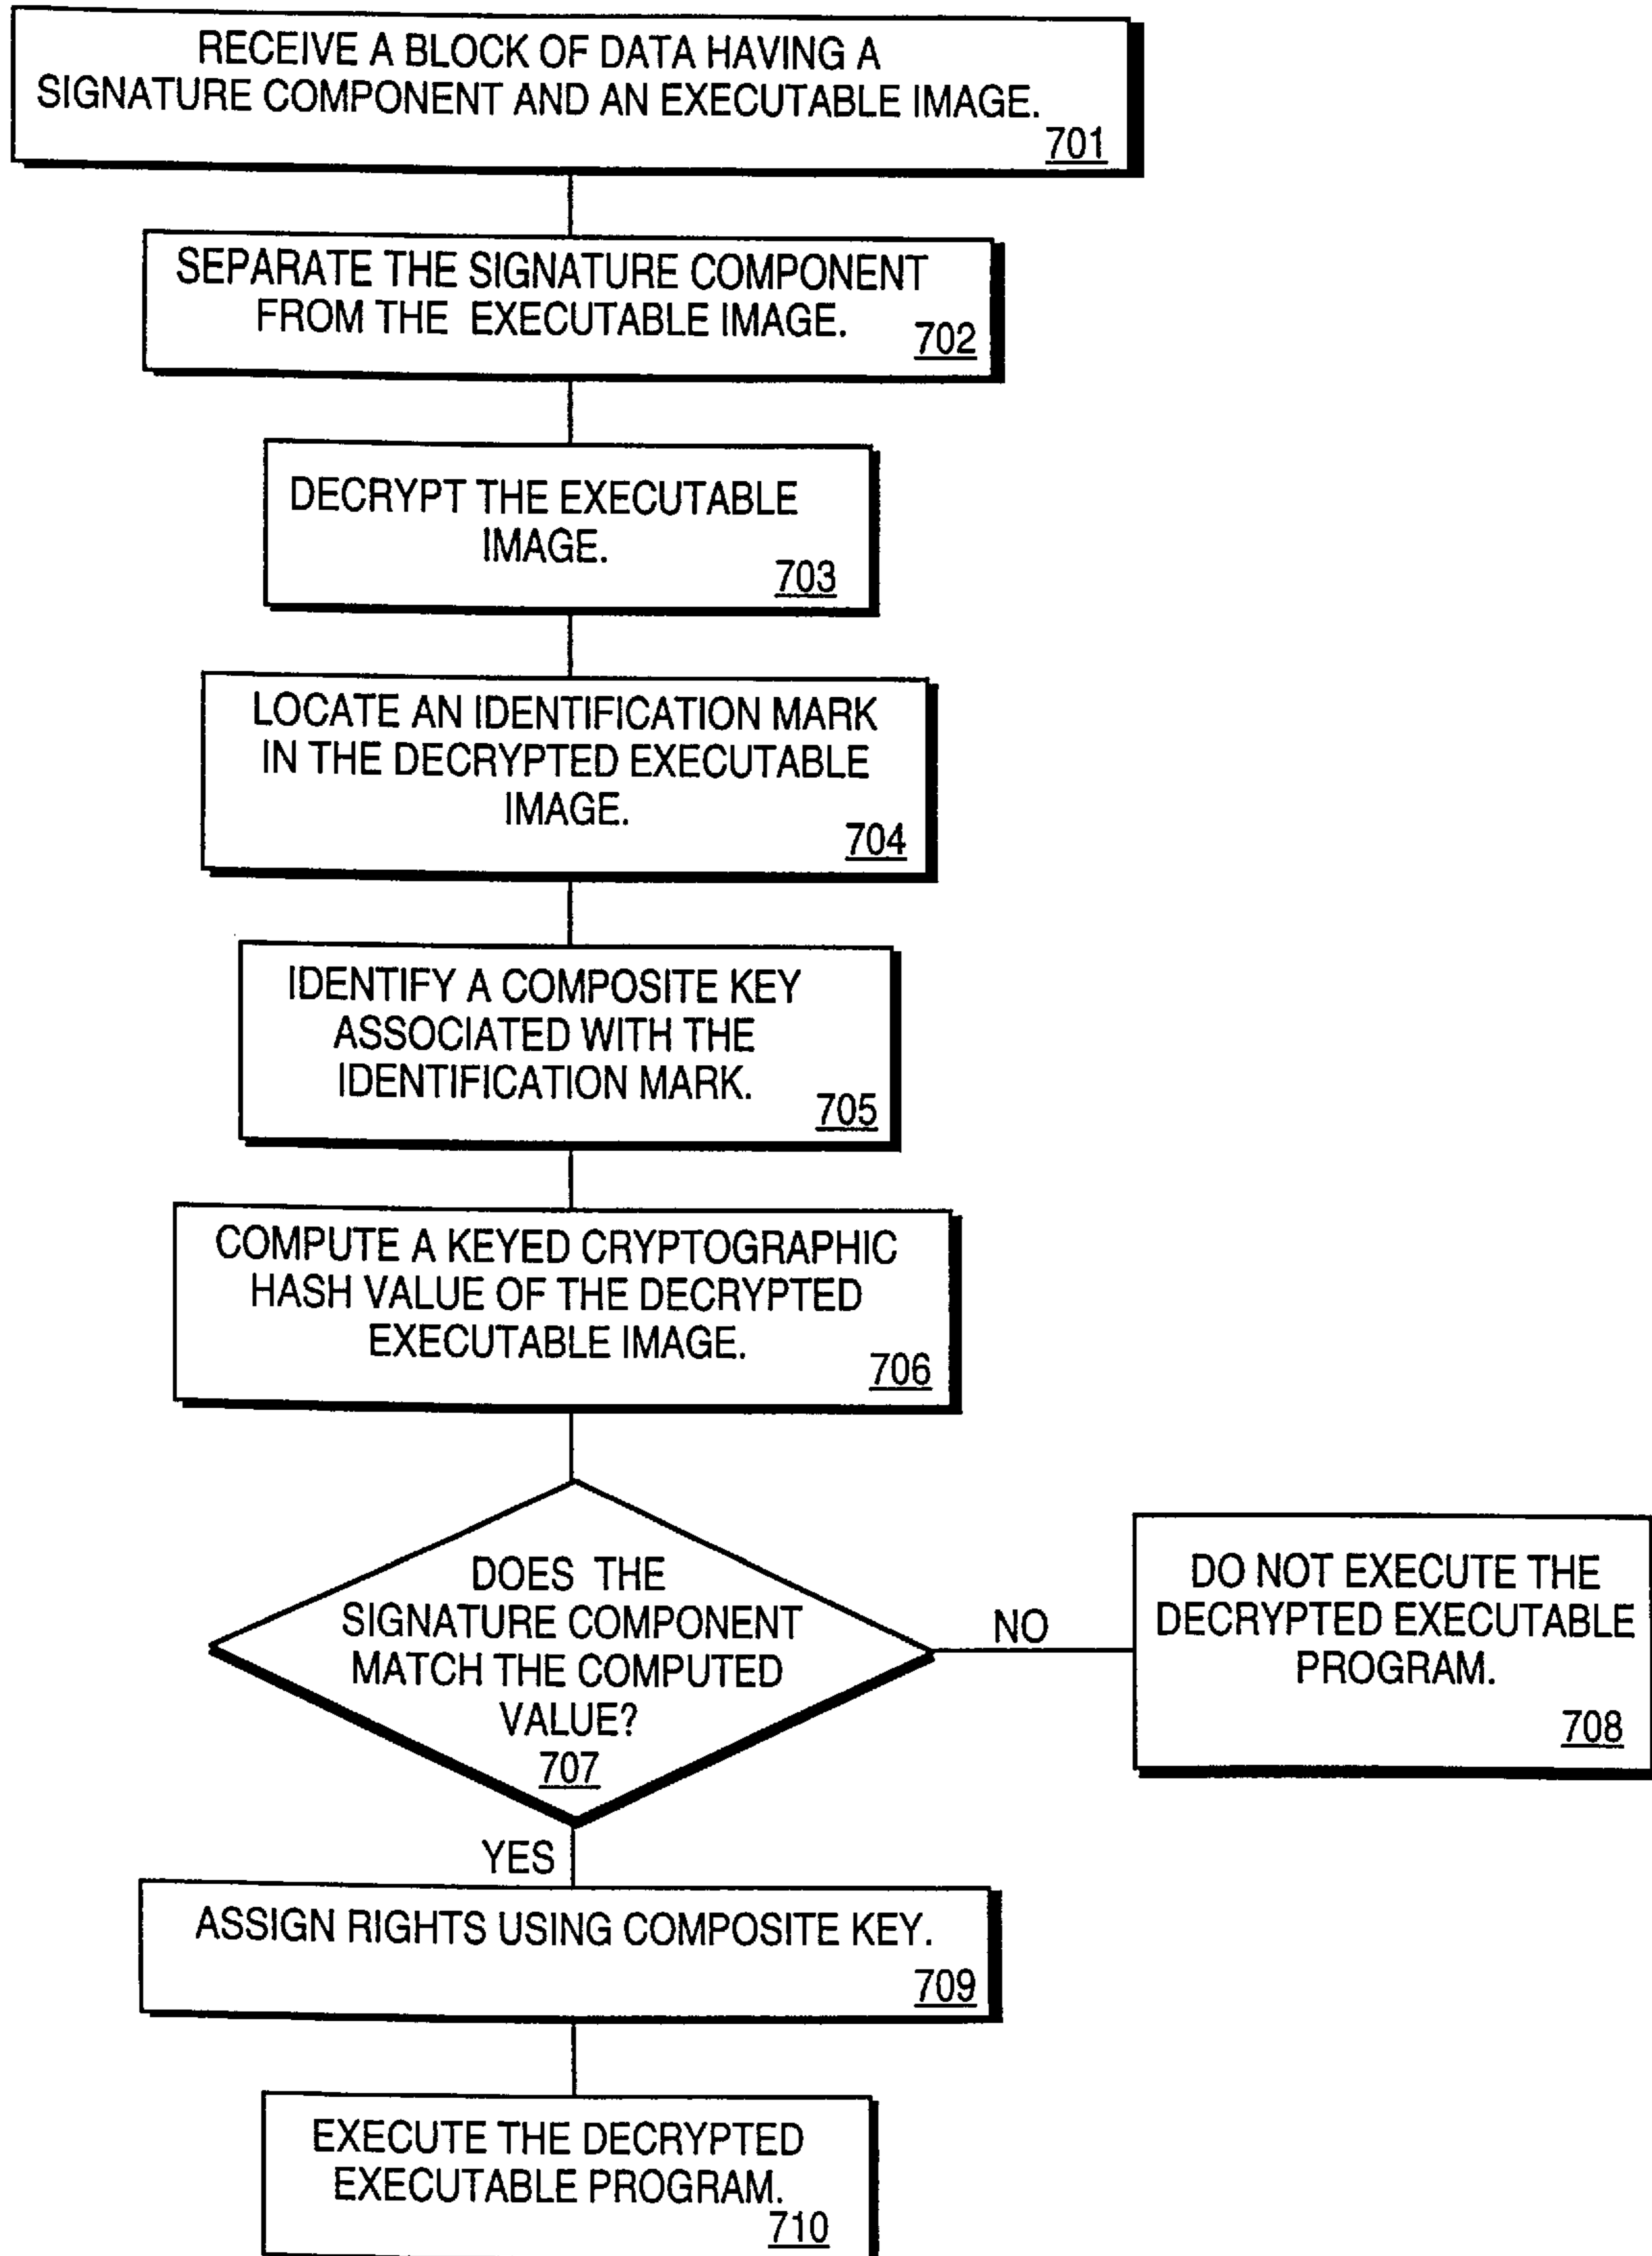 RECEIVE A BLOCK OF DATA HAVING A
SIGNATURE COMPONENT AND AN EXECUTABLE IMAGE.
701
SEPARATE THE SIGNATURE COMPONENT
FROM THE EXECUTABLE IMAGE.
702
DECRYPT THE EXECUTABLE
IMAGE.
703
LOCATE AN IDENTIFICATION MARK
IN THE DECRYPTED EXECUTABLE
IMAGE.
704
IDENTIFY A COMPOSITE KEY
ASSOCIATED WITH THE
IDENTIFICATION MARK.
705
COMPUTE A KEYED CRYPTOGRAPHIC
HASH VALUE OF THE DECRYPTED
EXECUTABLE IMAGE.
706
DOES THE
SIGNATURE COMPONENT
MATCH THE COMPUTED
VALUE?
707
NO
DO NOT EXECUTE THE
DECRYPTED EXECUTABLE
PROGRAM.
708
YES
ASSIGN RIGHTS USING COMPOSITE KEY.
709
EXECUTE THE DECRYPTED
EXECUTABLE PROGRAM.
710